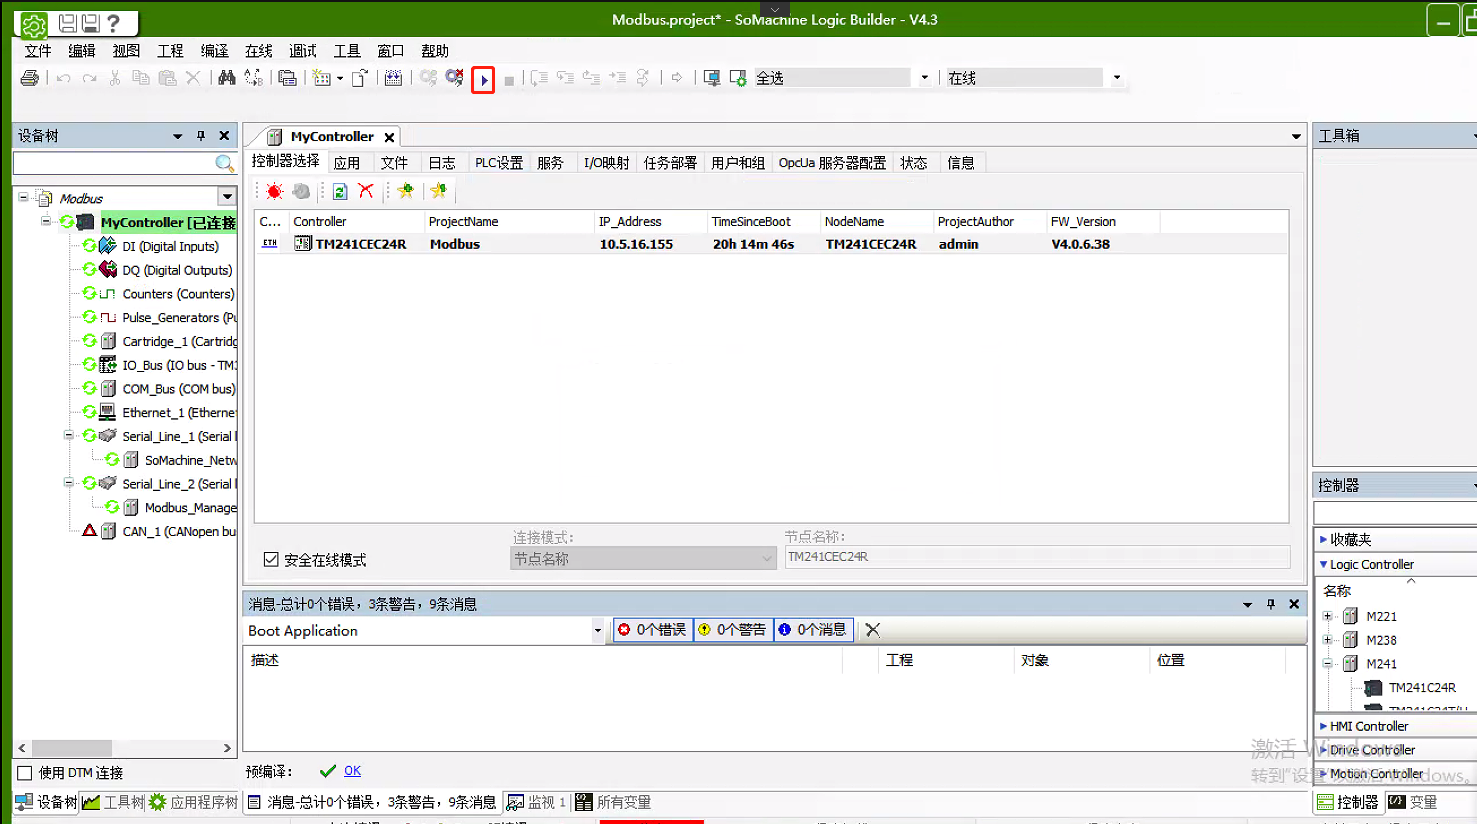 Modbus.project* - SoMachine Logic Builder - V4.3
文件 编辑 视图 工程 编译 在线 调试 工具 窗口 帮助
全选 在线
设备树
MyController
工具箱
控制器选择 应用 文件 日志 PLC设置 服务 I/O映射 任务部署 用户和组 OpcUa 服务器配置 状态 信息
Modbus
MyController [已连接
DI (Digital Inputs)
DQ (Digital Outputs)
Counters (Counters)
Pulse_Generators (Pu
Cartridge_1 (Cartridg
IO_Bus (IO bus - TM3
COM_Bus (COM bus)
Ethernet_1 (Etherne
Serial_Line_1 (Serial l
SoMachine_Netw
Serial_Line_2 (Serial l
Modbus_Manage
CAN_1 (CANopen bu
C... Controller ProjectName IP_Address TimeSinceBoot NodeName ProjectAuthor FW_Version
ETH TM241CEC24R Modbus 10.5.16.155 20h 14m 46s TM241CEC24R admin V4.0.6.38
连接模式: 节点名称:
安全在线模式 节点名称 TM241CEC24R
消息-总计0个错误, 3条警告, 9条消息
Boot Application 0个错误 0个警告 0个消息
描述 工程 对象 位置
控制器
收藏夹
Logic Controller
名称
M221
M238
M241
TM241C24R
HMI Controller
Drive Controller
Motion Controller
激活 Windows
转到"设置"以激活 Windows。
使用 DTM 连接
预编译: OK
设备树 工具树 应用程序树 消息-总计0个错误, 3条警告, 9条消息 监视 1 所有变量
控制器 变量